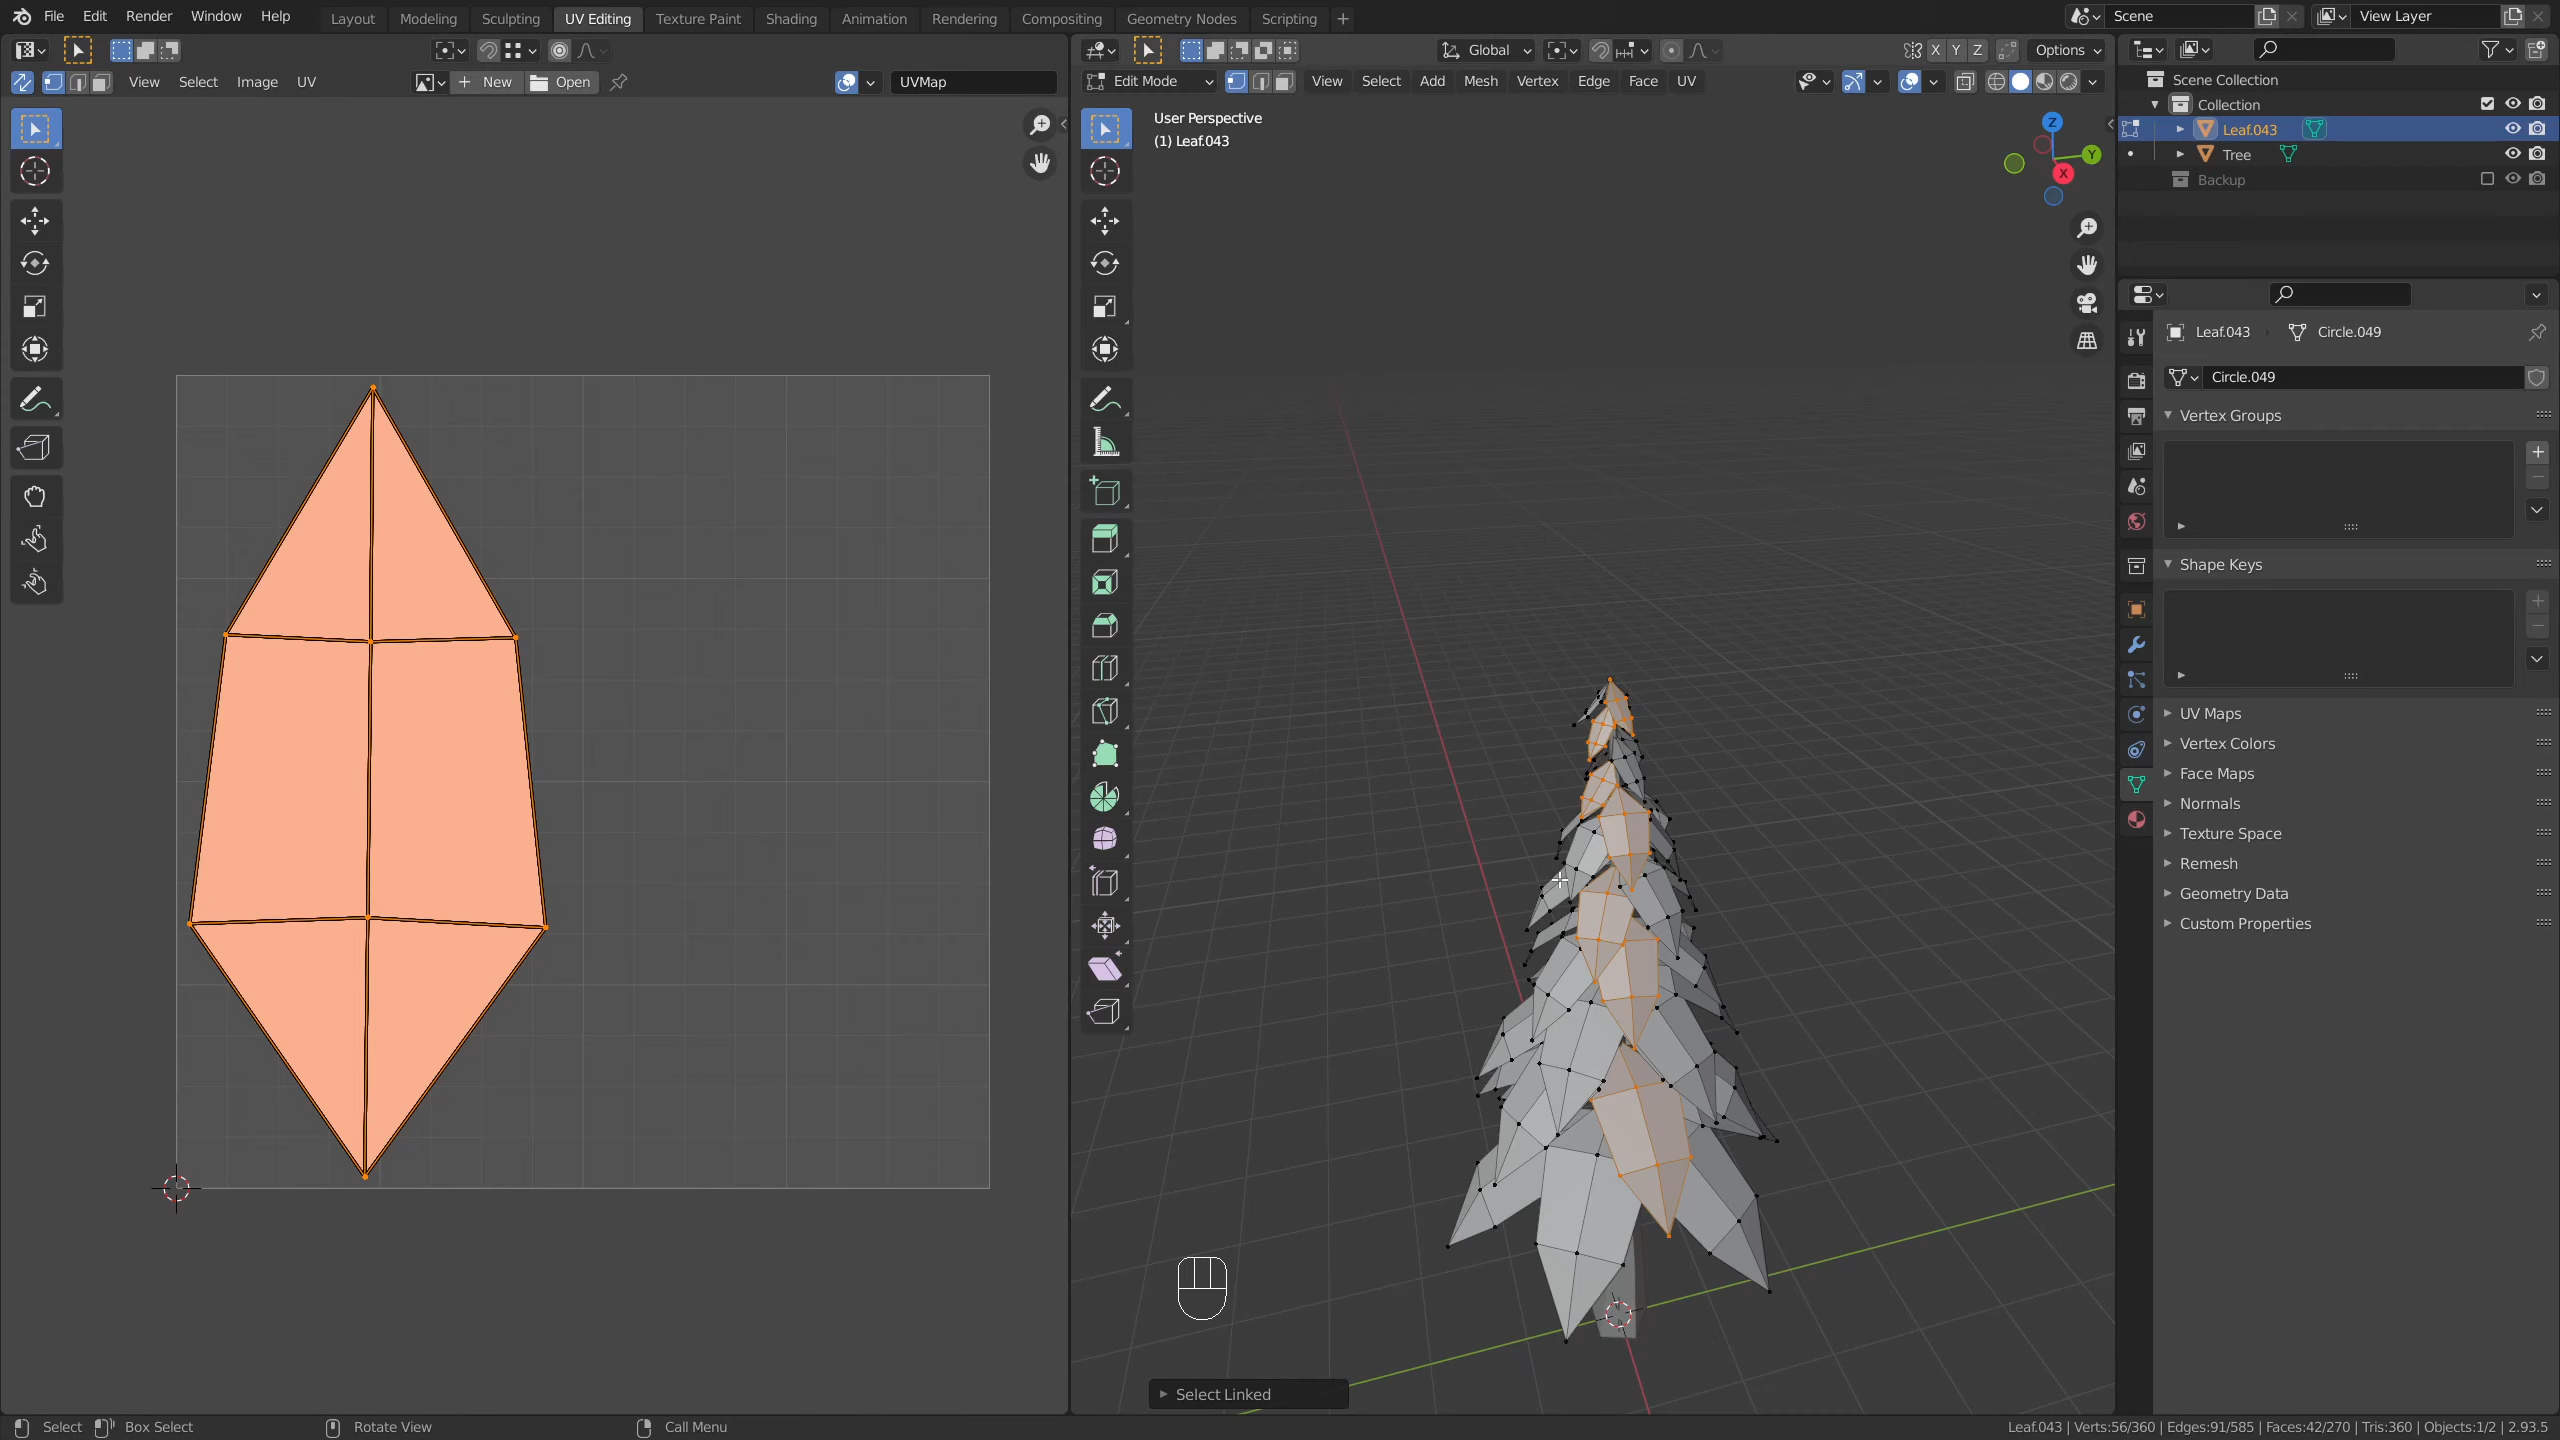 File Edit Render Window Help Layout Modeling Sculpting UV Editing Texture Paint Shading Animation Rendering Compositing Geometry Nodes Scripting + Scene View Layer
Global X Y Z Options
View Select Image UV + New Open UVMap
Edit Mode View Select Add Mesh Vertex Edge Face UV
User Perspective
(1) Leaf.043
Z
Y
X
Scene Collection
Collection
Leaf.043
Tree
Backup
Leaf.043 Circle.049
Circle.049
Vertex Groups
Shape Keys
UV Maps
Vertex Colors
Face Maps
Normals
Texture Space
Remesh
Geometry Data
Custom Properties
Select Linked
Select Box Select Rotate View Call Menu Leaf.043 | Verts:56/360 | Edges:91/585 | Faces:42/270 | Tris:360 | Objects:1/2 | 2.93.5